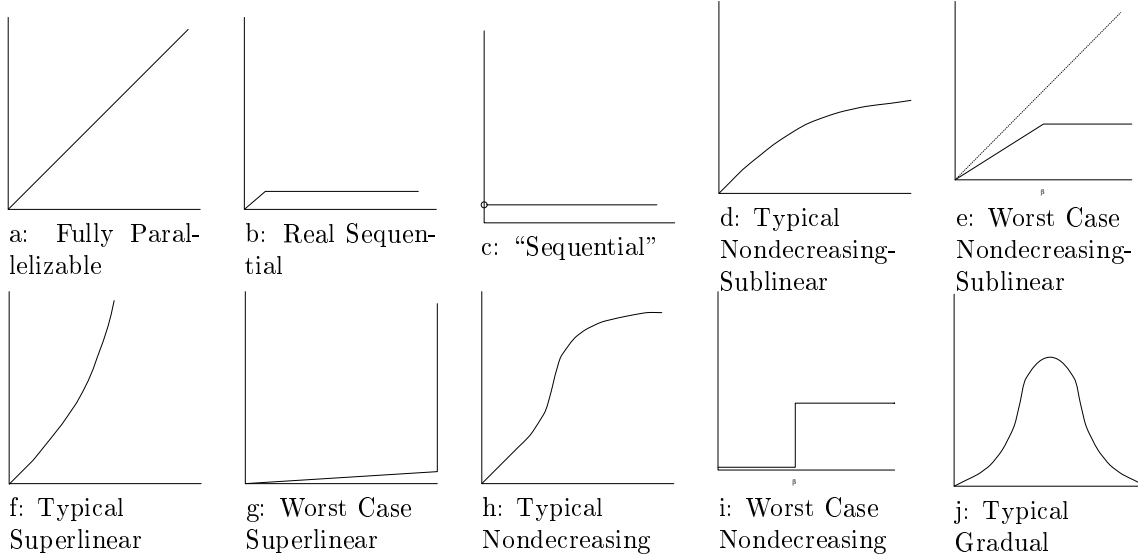 a: Fully Paral-
lelizable
b: Real Sequen-
tial
c: “Sequential”
d: Typical
Nondecreasing-
Sublinear
β
e: Worst Case
Nondecreasing-
Sublinear
f: Typical
Superlinear
g: Worst Case
Superlinear
h: Typical
Nondecreasing
β
i: Worst Case
Nondecreasing
j: Typical
Gradual